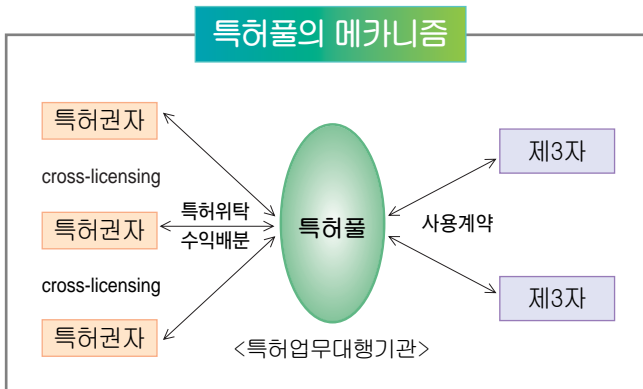 특허풀의 메카니즘
특허권자
cross-licensing
특허권자
cross-licensing
특허권자
특허위탁
수익배분
특허풀
<특허업무대행기관>
사용계약
제3자
제3자